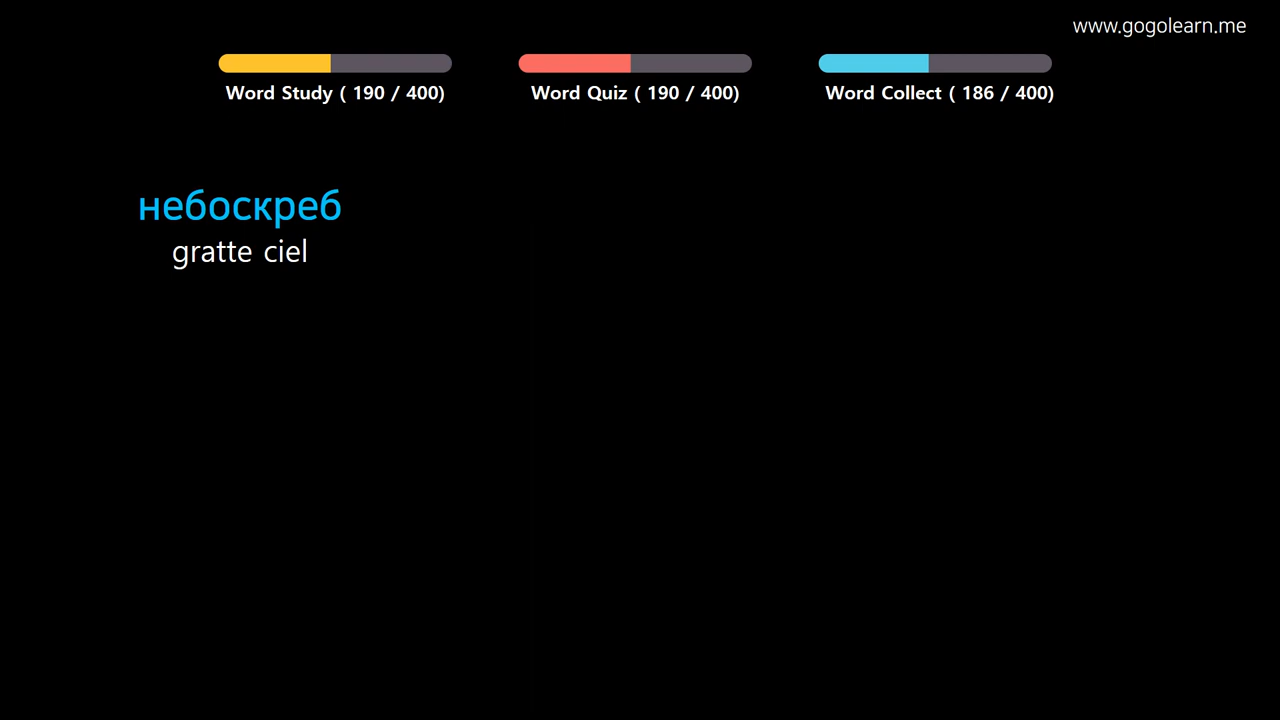 www.gogolearn.me
Word Study ( 190 / 400)
Word Quiz ( 190 / 400)
Word Collect ( 186 / 400)
небоскреб
gratte ciel